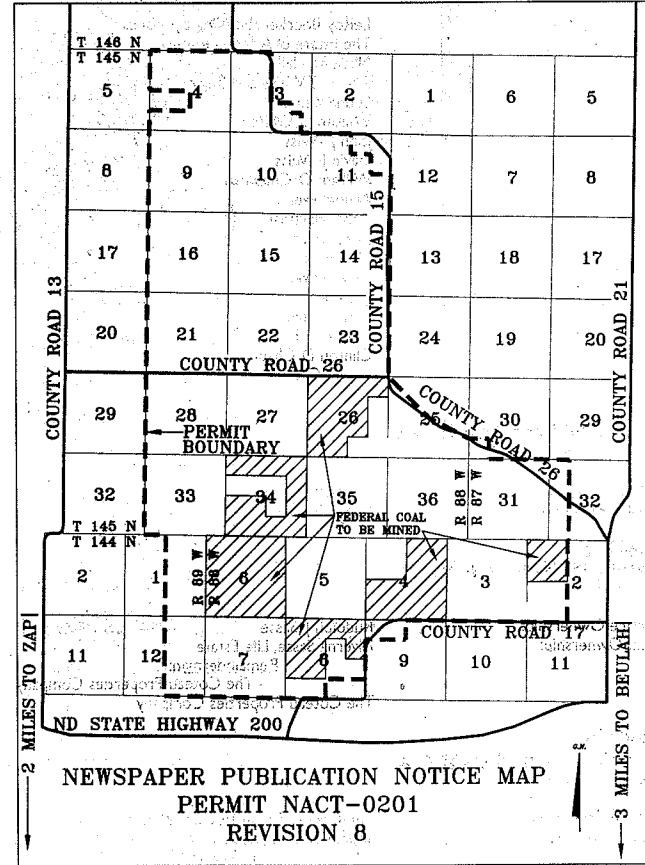 T 146 N
T 145 N
5 4 3 2 1 6 5
8 9 10 11 12 7 8
COUNTY ROAD 15
17 16 15 14 13 18 17
COUNTY ROAD 13
COUNTY ROAD 21
20 21 22 23 24 19 20
COUNTY ROAD 26
COUNTY ROAD 26
29 28 27 26 25 30 29
PERMIT
BOUNDARY
32 33 34 35 36 31 32
R 88 W
R 87 W
FEDERAL COAL
TO BE MINED
T 145 N
T 144 N
R 89 W
R 88 W
2 1 6 5 4 3 2
COUNTY ROAD 17
11 12 7 8 9 10 11
The Coteau Properties Company
ND STATE HIGHWAY 200
2 MILES TO ZAP
3 MILES TO BEULAH
NEWSPAPER PUBLICATION NOTICE MAP
PERMIT NACT-0201
REVISION 8